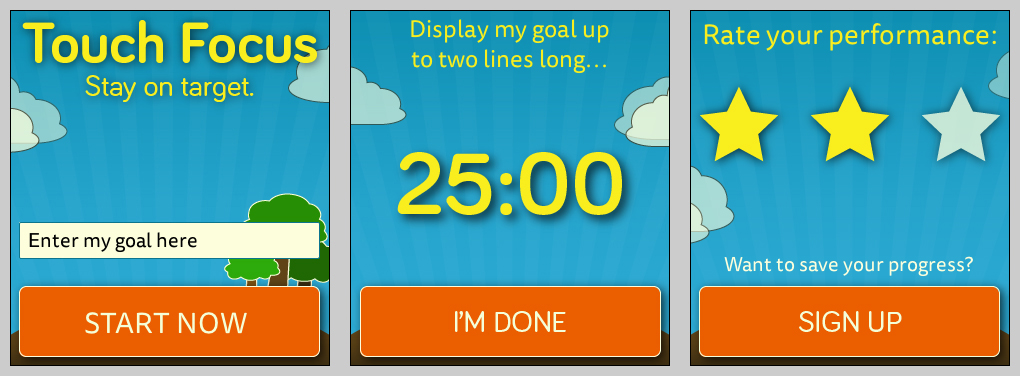 Touch Focus
Stay on target.
Enter my goal here
START NOW
Display my goal up
to two lines long...
25:00
I'M DONE
Rate your performance:
Want to save your progress?
SIGN UP